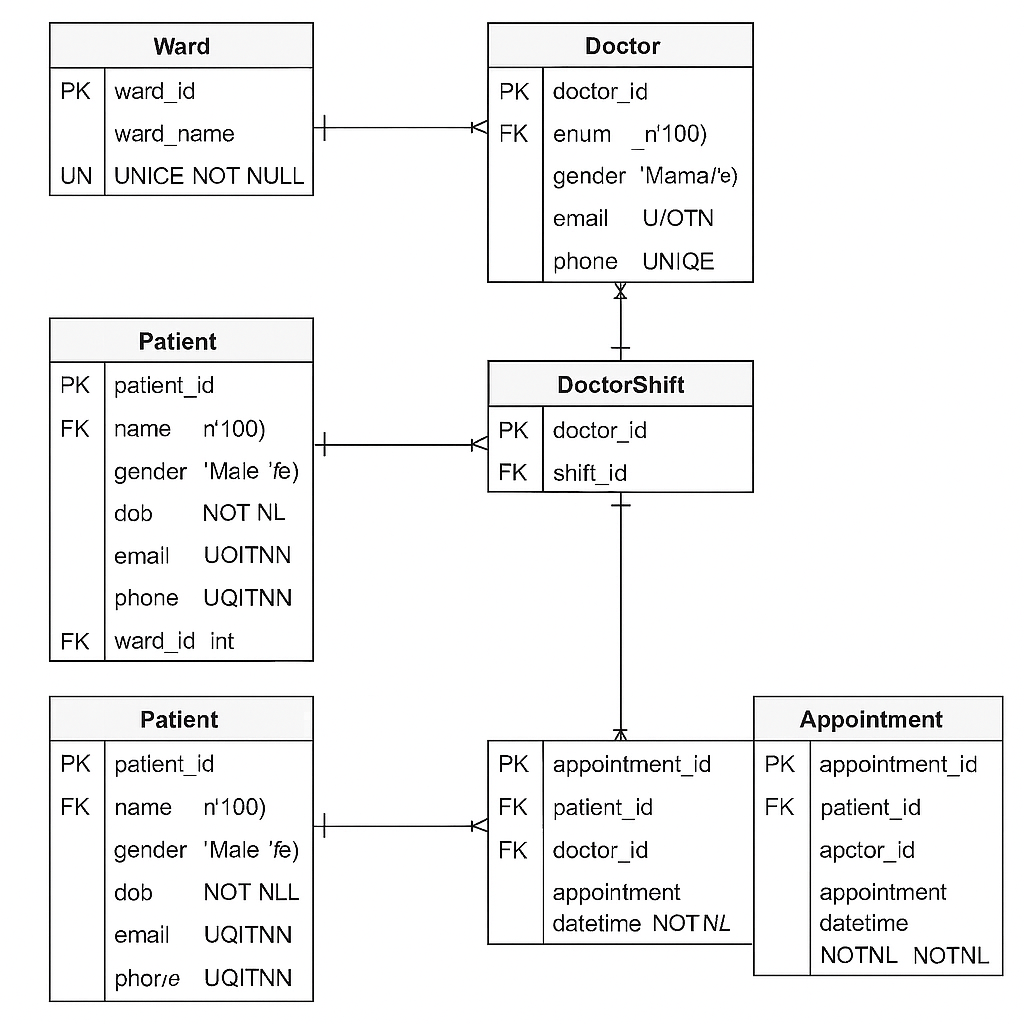 Ward
PK ward_id
ward_name
UN UNICE NOT NULL
Doctor
PK doctor_id
FK enum _n'100)
gender 'Mama/'e)
email U/OTN
phone UNIQE
Patient
PK patient_id
FK name n'100)
gender 'Male 'fe)
dob NOT NL
email UOITNN
phone UQITNN
FK ward_id int
DoctorShift
PK doctor_id
FK shift_id
Patient
PK patient_id
FK name n'100)
gender 'Male 'fe)
dob NOT NLL
email UQITNN
phor/e UQITNN
PK appointment_id
FK patient_id
FK doctor_id
appointment
datetime NOTNL
Appointment
PK appointment_id
FK patient_id
apctor_id
appointment
datetime
NOTNL NOTNL